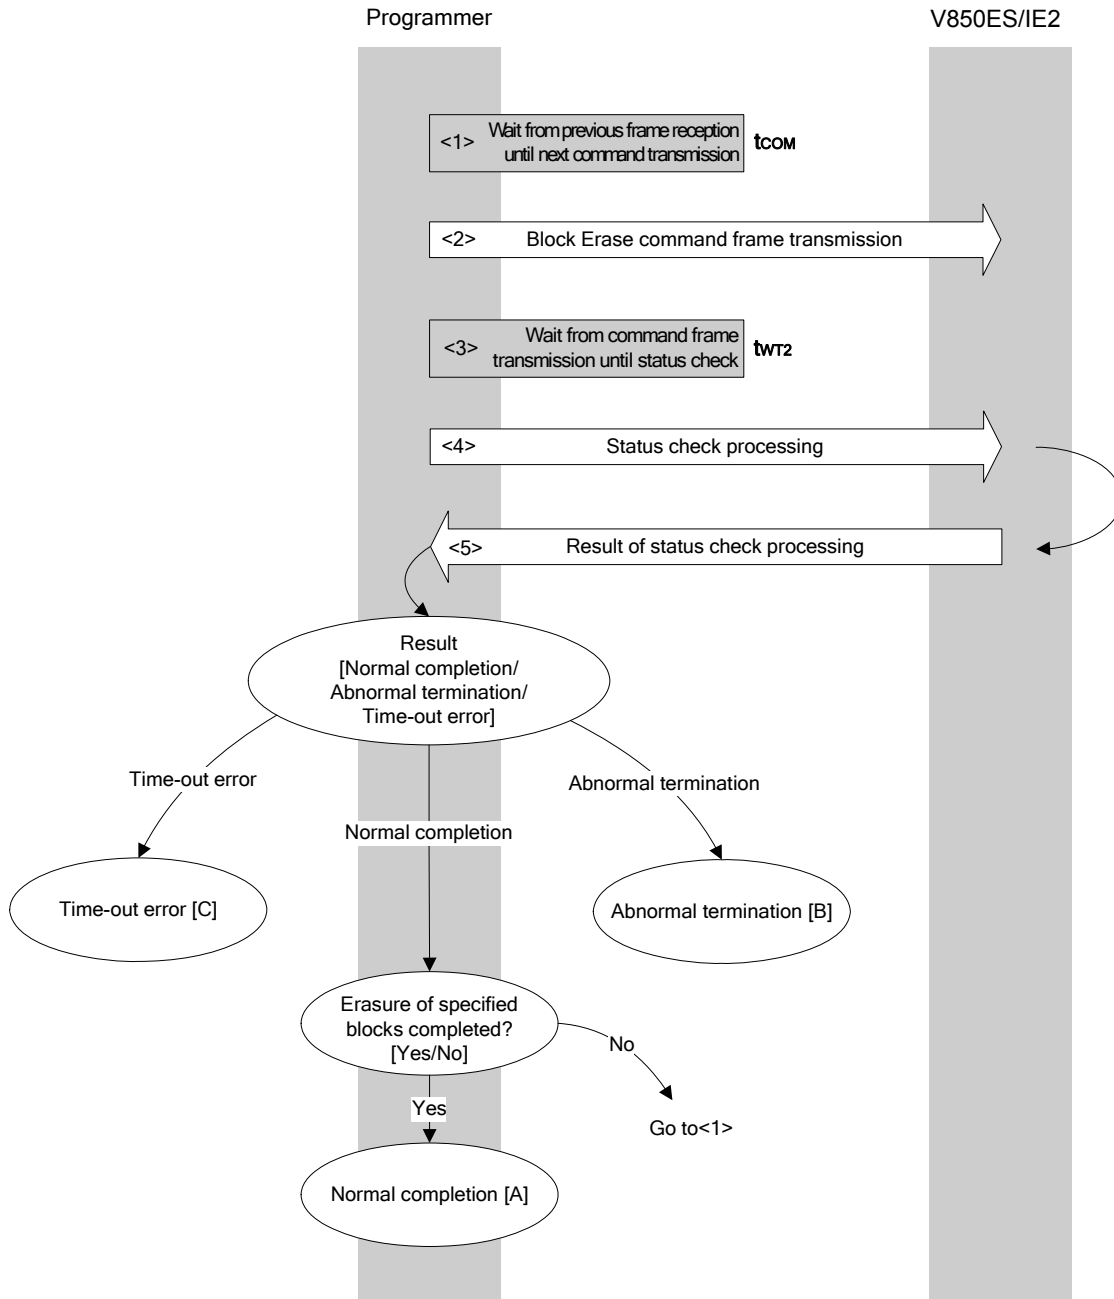 Programmer
V850ES/IE2
<1> Wait from previous frame reception
until next command transmission
tCOM
<2> Block Erase command frame transmission
<3> Wait from command frame
transmission until status check
tWT2
<4> Status check processing
<5> Result of status check processing
Result
[Normal completion/
Abnormal termination/
Time-out error]
Time-out error
Abnormal termination
Normal completion
Time-out error [C]
Abnormal termination [B]
Erasure of specified
blocks completed?
[Yes/No]
No
Yes
Go to<1>
Normal completion [A]